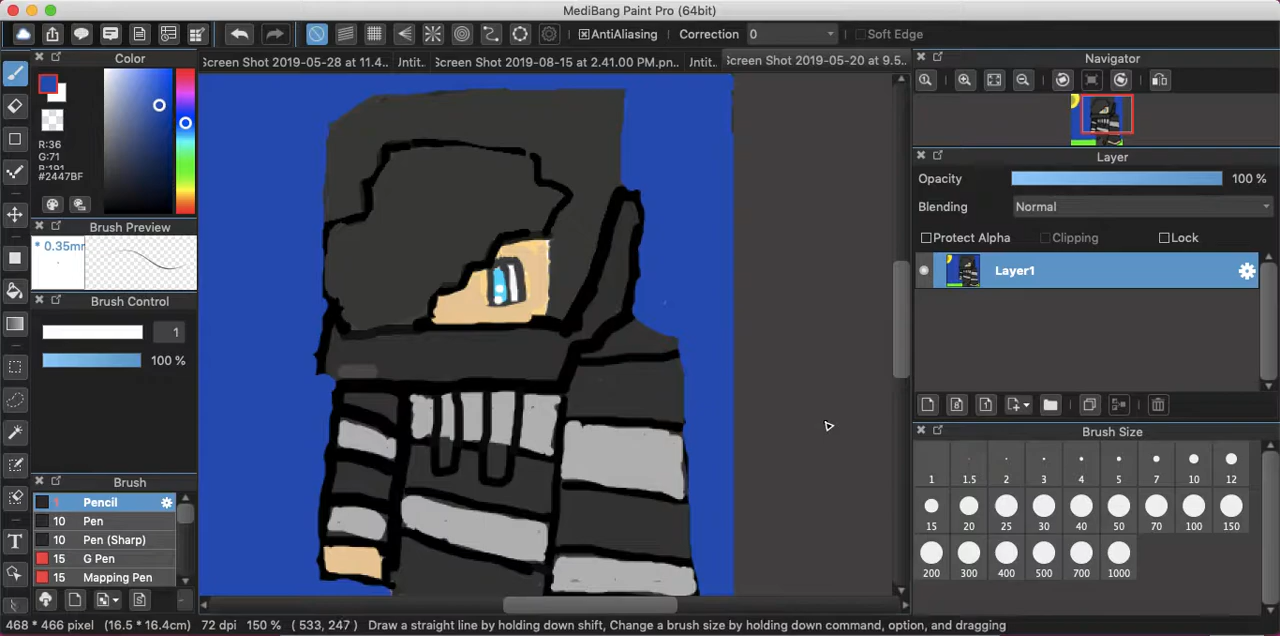 MediBang Paint Pro (64bit)
AntiAliasing Correction 0 Soft Edge
Color
Screen Shot 2019-05-28 at 11.4... Jntit.. Screen Shot 2019-08-15 at 2.41.00 PM.pn... Jntit.. Screen Shot 2019-05-20 at 9.5...
Navigator
R:36
G:71
B:191
#2447BF
Layer
Opacity 100 %
Blending Normal
Protect Alpha Clipping Lock
Layer1
Brush Preview
* 0.35mm
Brush Control
1
100 %
Brush
1 Pencil
10 Pen
10 Pen (Sharp)
15 G Pen
15 Mapping Pen
Brush Size
1 1.5 2 3 4 5 7 10 12
15 20 25 30 40 50 70 100 150
200 300 400 500 700 1000
468 * 466 pixel (16.5 * 16.4cm) 72 dpi 150 % ( 533, 247 ) Draw a straight line by holding down shift, Change a brush size by holding down command, option, and dragging